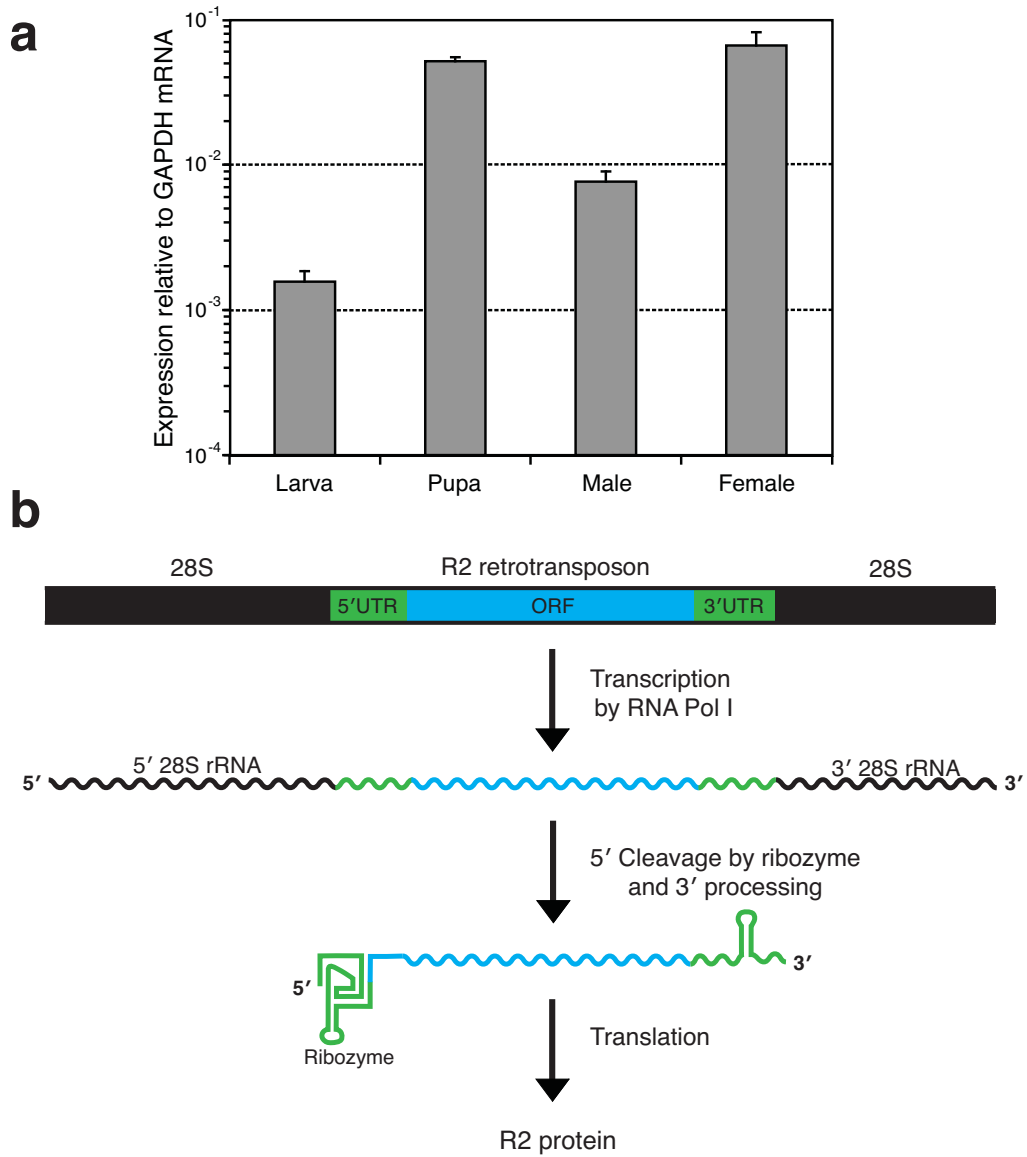 a
Expression relative to GAPDH mRNA
10-1
10-2
10-3
10-4
Larva Pupa Male Female
b
28S R2 retrotransposon 28S
5′UTR ORF 3′UTR
Transcription
by RNA Pol I
5′ 28S rRNA 3′ 28S rRNA
5′ 3′
5′ Cleavage by ribozyme
and 3′ processing
3′
5′
Ribozyme
Translation
R2 protein